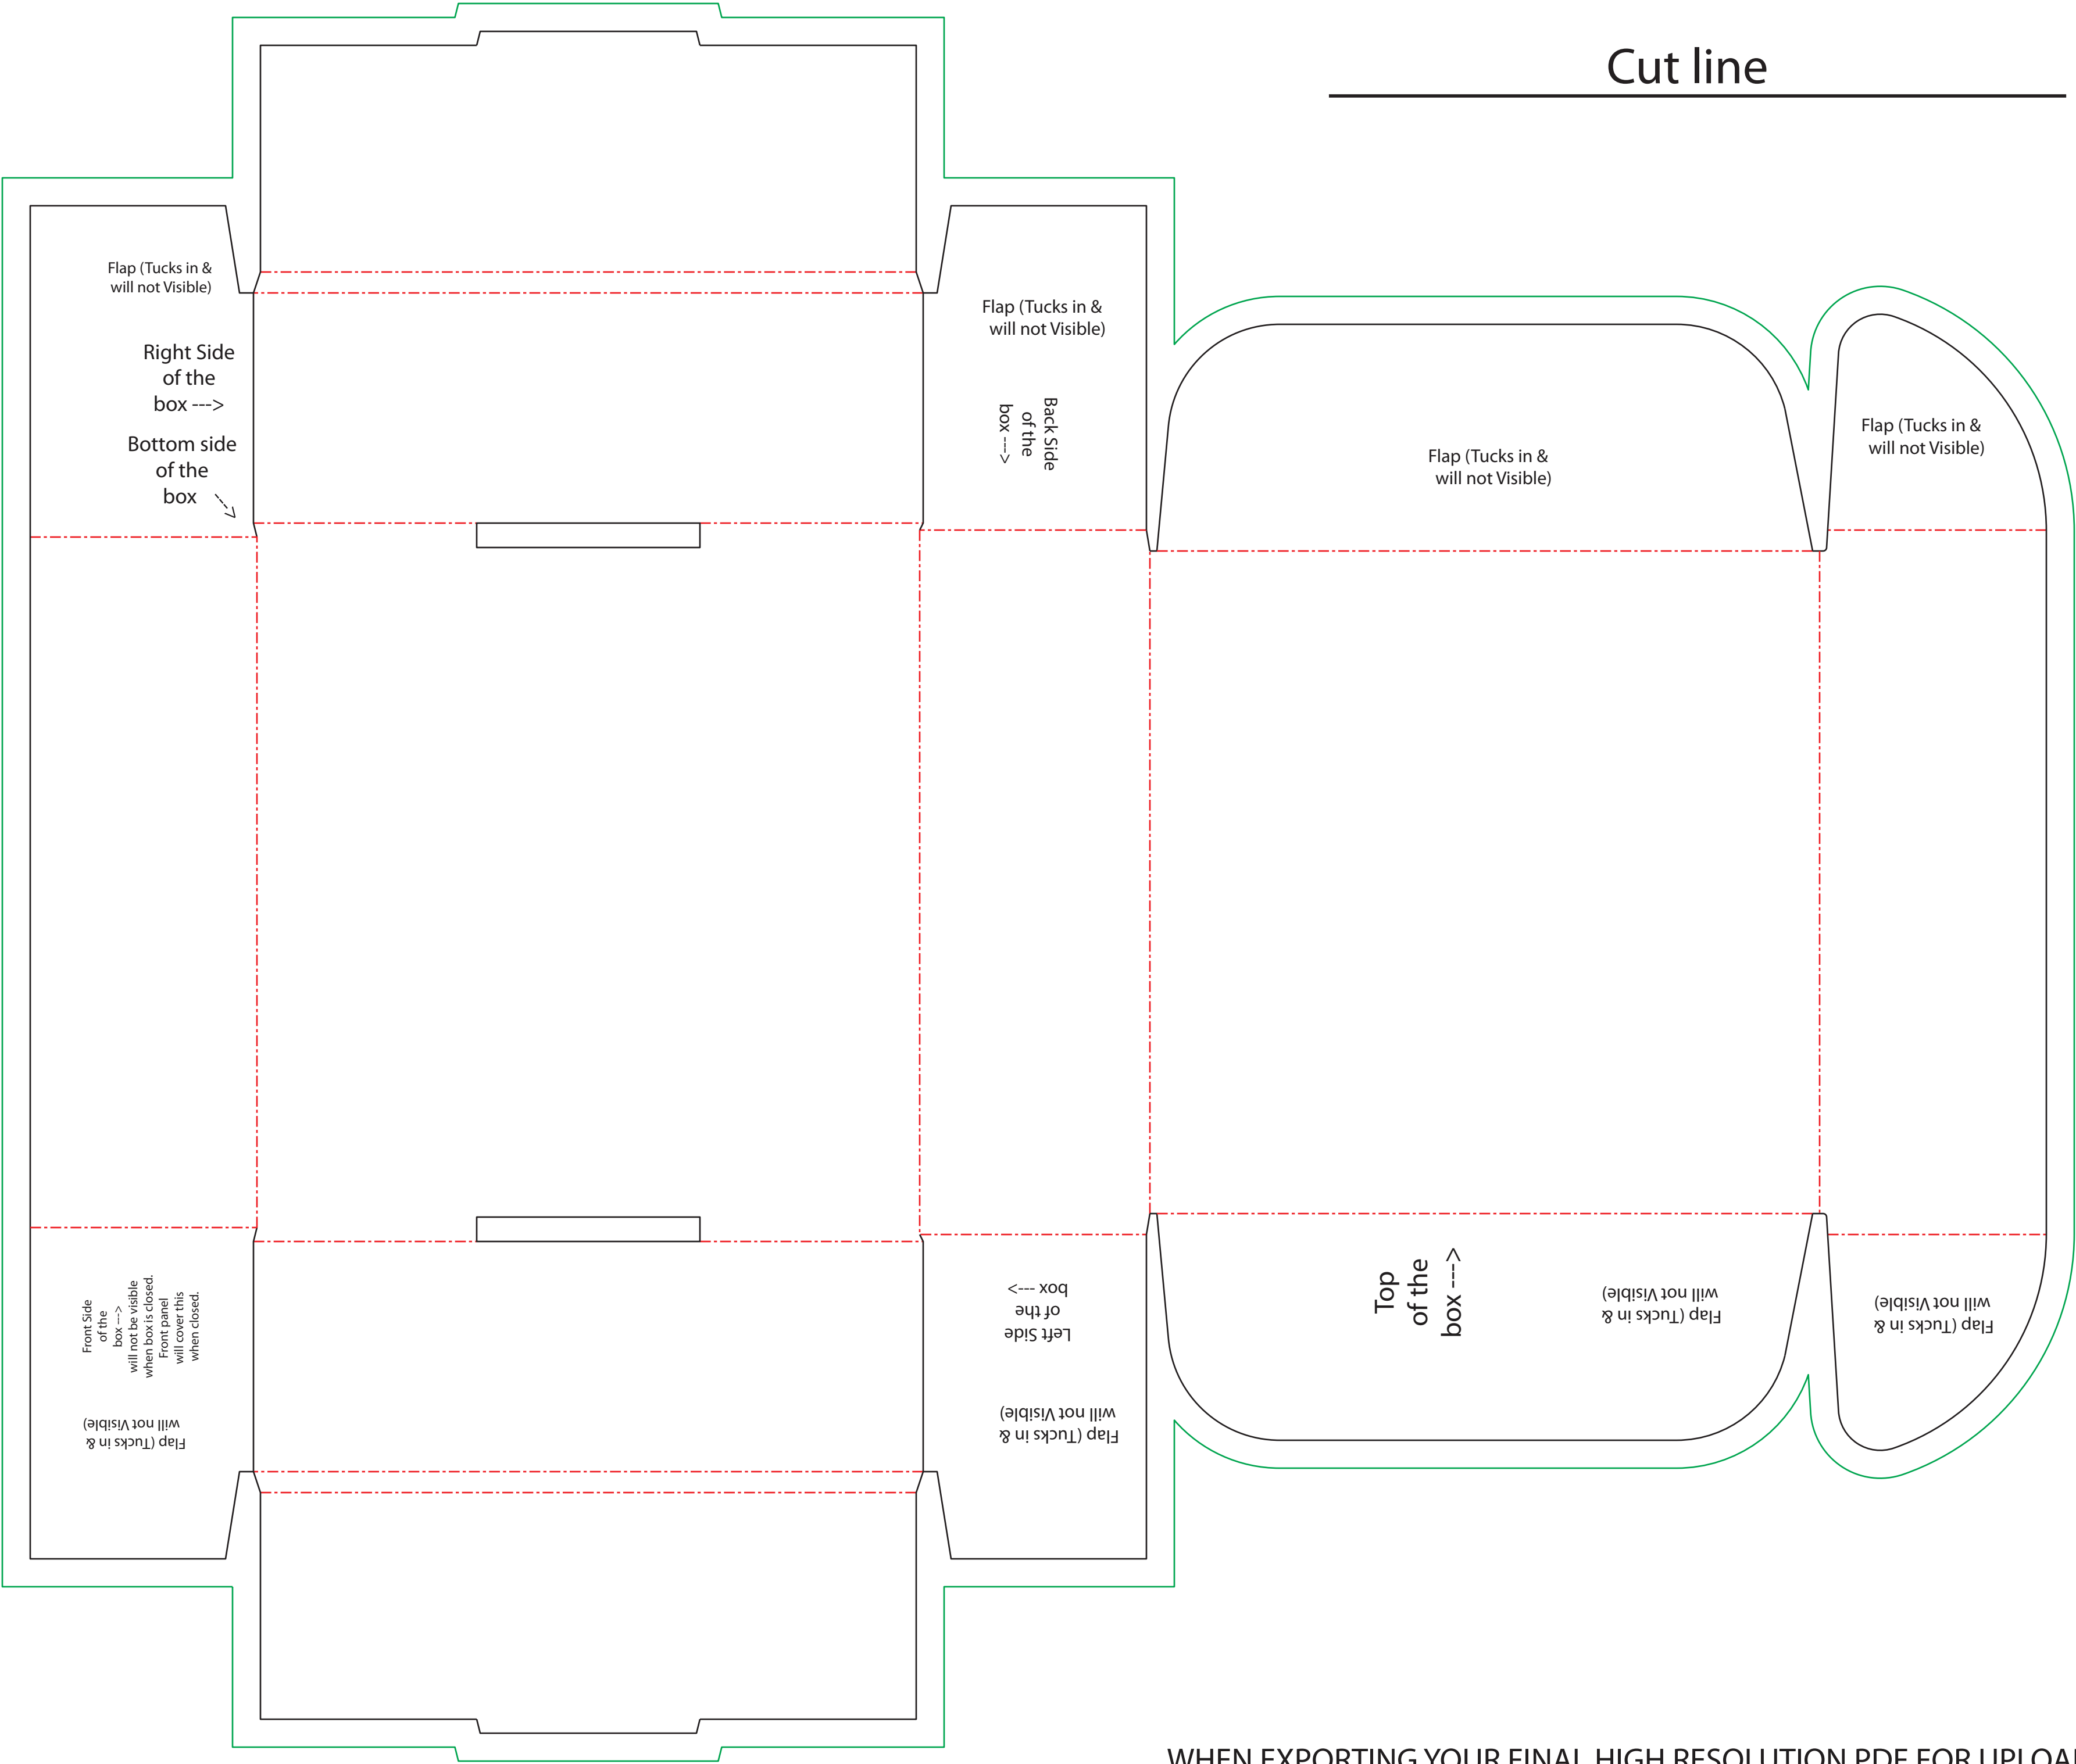 Cut line
Flap (Tucks in &
will not Visible)
Right Side
of the
box --->
Bottom side
of the
box
Flap (Tucks in &
will not Visible)
Back Side
of the
box --->
Flap (Tucks in &
will not Visible)
Flap (Tucks in &
will not Visible)
Front Side
of the
box --->
will not be visible
when box is closed.
Front panel
will cover this
when closed.
Flap (Tucks in &
will not Visible)
Left Side
of the
box --->
Flap (Tucks in &
will not Visible)
Top
of the
box --->
Flap (Tucks in &
will not Visible)
Flap (Tucks in &
will not Visible)
WHEN EXPORTING YOUR FINAL HIGH RESOLUTION PDF FOR